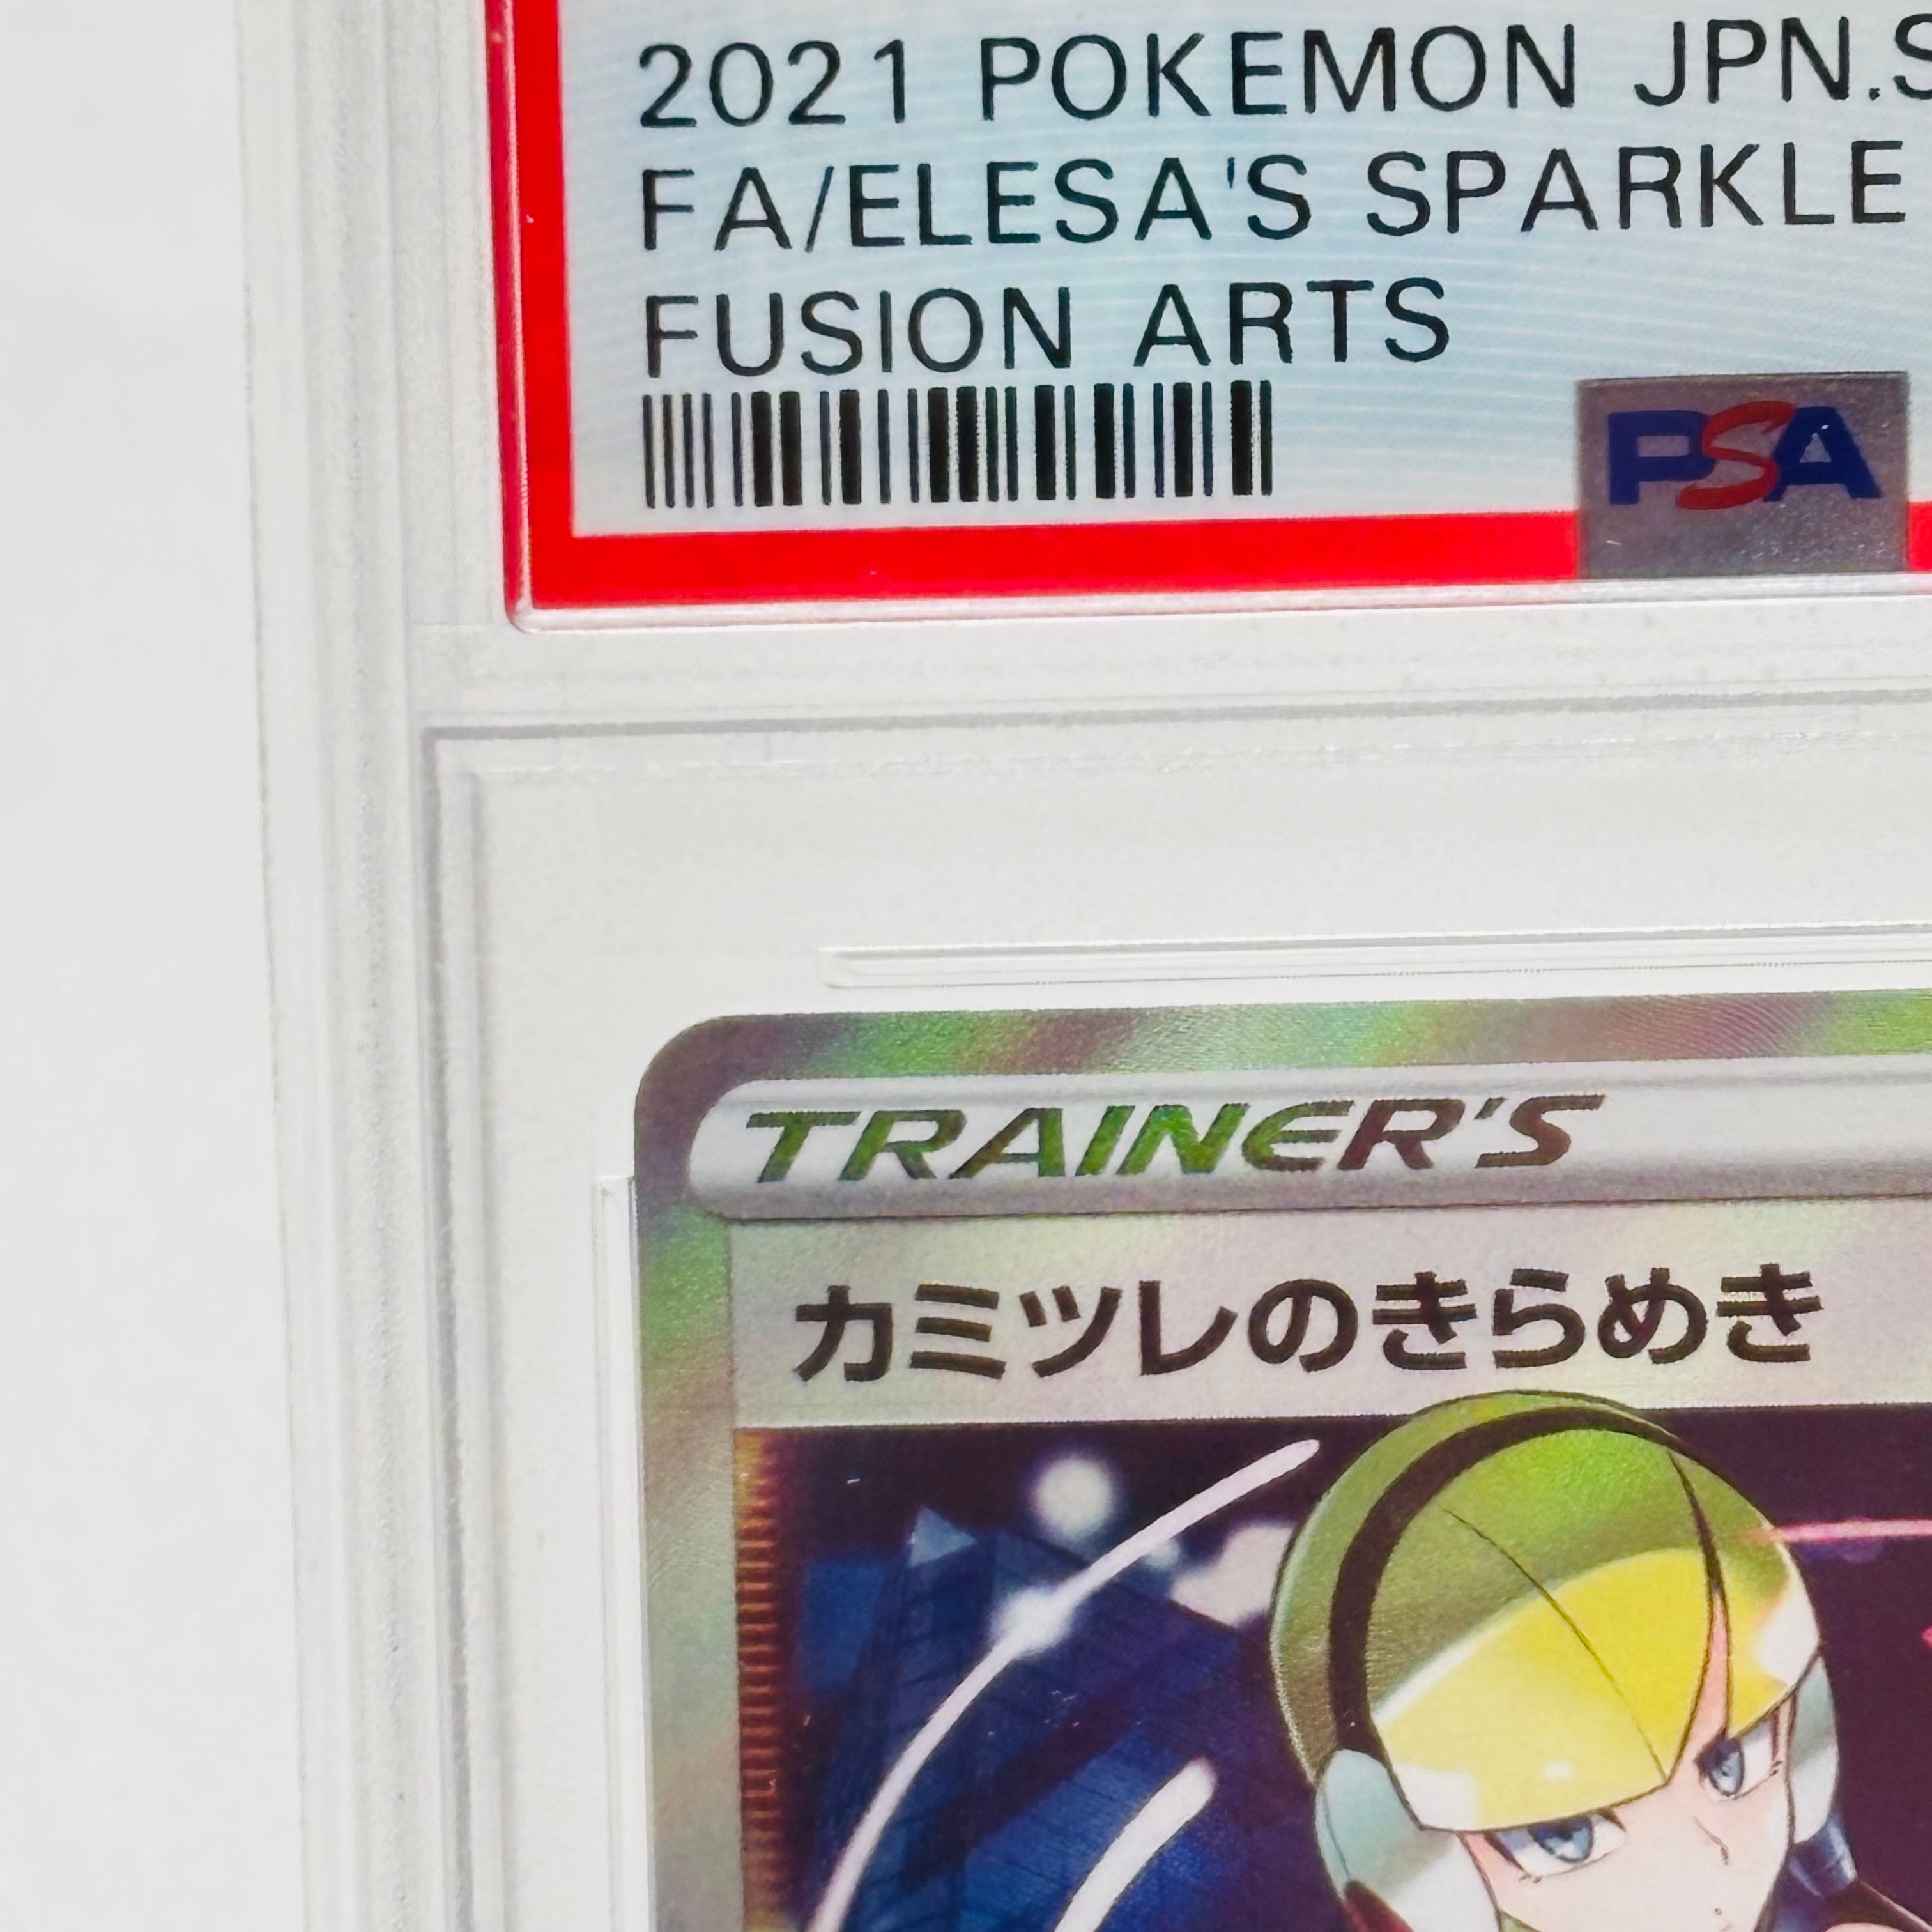 2021 POKEMON JPN.S
FA/ELESA'S SPARKLE
FUSION ARTS
PSA
TRAINER'S
カミツレのきらめき